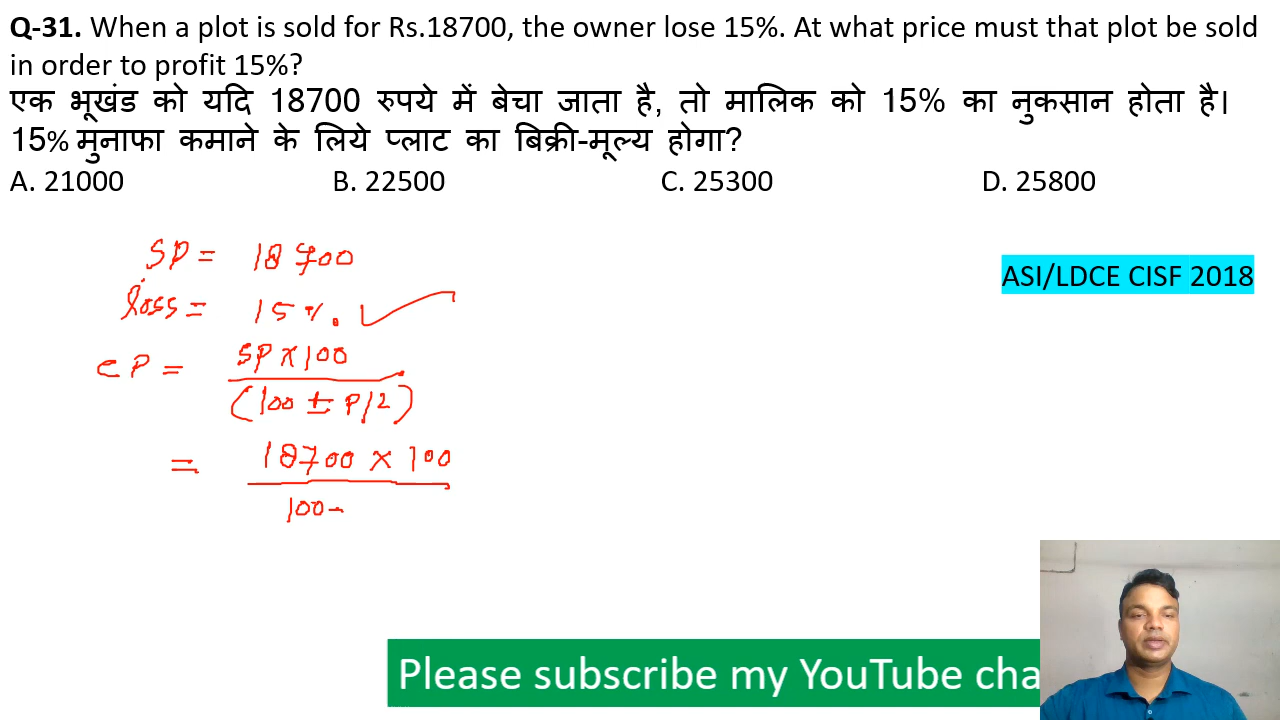 Q-31. When a plot is sold for Rs.18700, the owner lose 15%. At what price must that plot be sold
in order to profit 15%?
एक भूखंड को यदि 18700 रुपये में बेचा जाता है, तो मालिक को 15% का नुकसान होता है।
15% मुनाफा कमाने के लिये प्लाट का बिक्री-मूल्य होगा?
A. 21000 B. 22500 C. 25300 D. 25800
SP = 18700
ASI/LDCE CISF 2018
loss = 15%.
CP = SP × 100
(100 ± P/2)
= 18700 × 100
100-
Please subscribe my YouTube cha